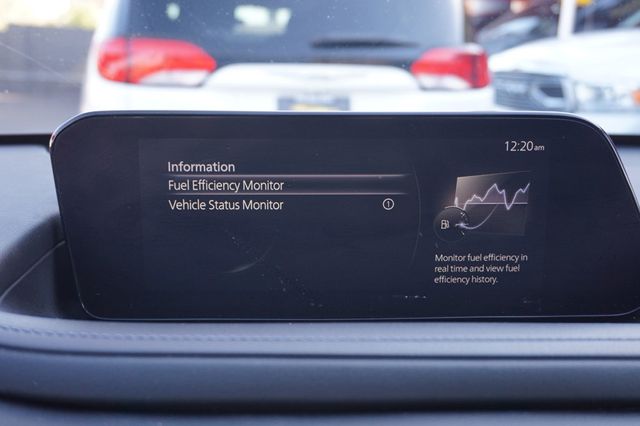 12:20am
Information
Fuel Efficiency Monitor
Vehicle Status Monitor 1
Monitor fuel efficiency in
real time and view fuel
efficiency history.